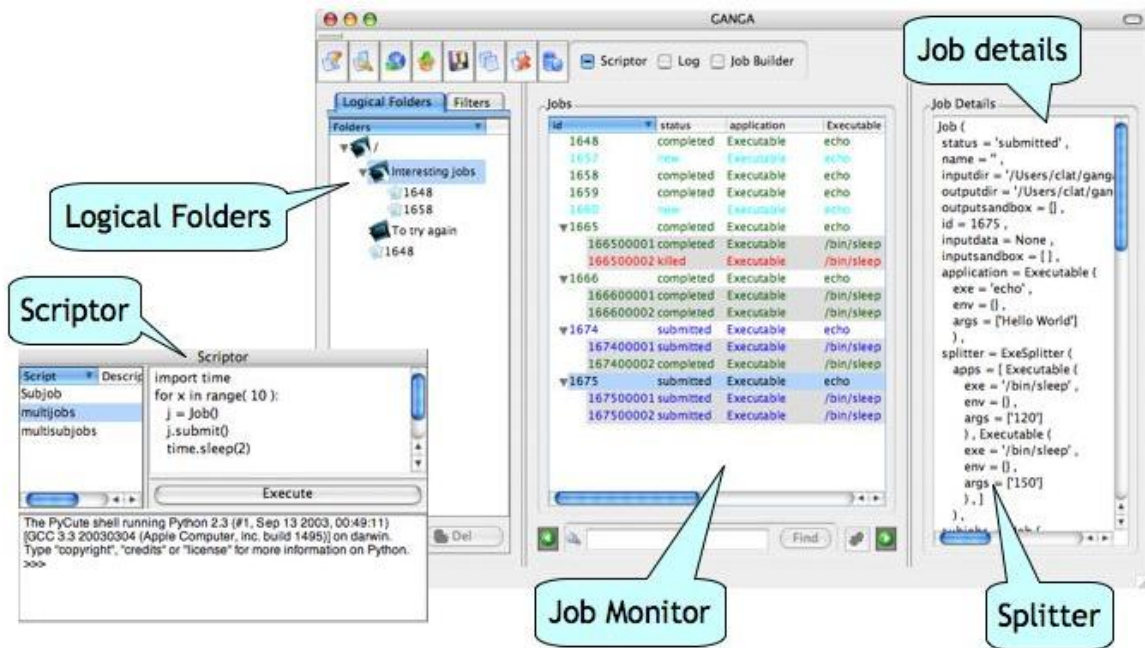 GANGA
Job details
Scriptor Log Job Builder
Logical Folders Filters
Folders
/
Interesting jobs
1648
1658
To try again
1648
Logical Folders
Jobs
id status application Executable
1648 completed Executable echo
1657 new Executable echo
1658 completed Executable echo
1659 completed Executable echo
1660 new Executable echo
1665 completed Executable echo
166500001 completed Executable /bin/sleep
166500002 killed Executable /bin/sleep
1666 completed Executable echo
166600001 completed Executable /bin/sleep
166600002 completed Executable /bin/sleep
1674 submitted Executable echo
167400001 submitted Executable /bin/sleep
167400002 completed Executable /bin/sleep
1675 submitted Executable echo
167500001 submitted Executable /bin/sleep
167500002 submitted Executable /bin/sleep
Find
Job Monitor
Job Details
Job (
status = 'submitted' ,
name = '' ,
inputdir = '/Users/clat/ganga
outputdir = '/Users/clat/gan
outputsandbox = [] ,
id = 1675 ,
inputdata = None ,
inputsandbox = [ ] ,
application = Executable (
exe = 'echo' ,
env = {} ,
args = ['Hello World']
) ,
splitter = ExeSplitter (
apps = [ Executable (
exe = '/bin/sleep' ,
env = {} ,
args = ['120']
) , Executable (
exe = '/bin/sleep' ,
env = {} ,
args = ['150']
) , ]
) ,
Splitter
Scriptor
Scriptor
Script Descrip
Subjob
multijobs
multisubjobs
import time
for x in range( 10 ):
j = Job()
j.submit()
time.sleep(2)
Execute
The PyCute shell running Python 2.3 (#1, Sep 13 2003, 00:49:11)
[GCC 3.3 20030304 (Apple Computer, Inc. build 1495)] on darwin.
Type "copyright", "credits" or "license" for more information on Python.
>>>
Del